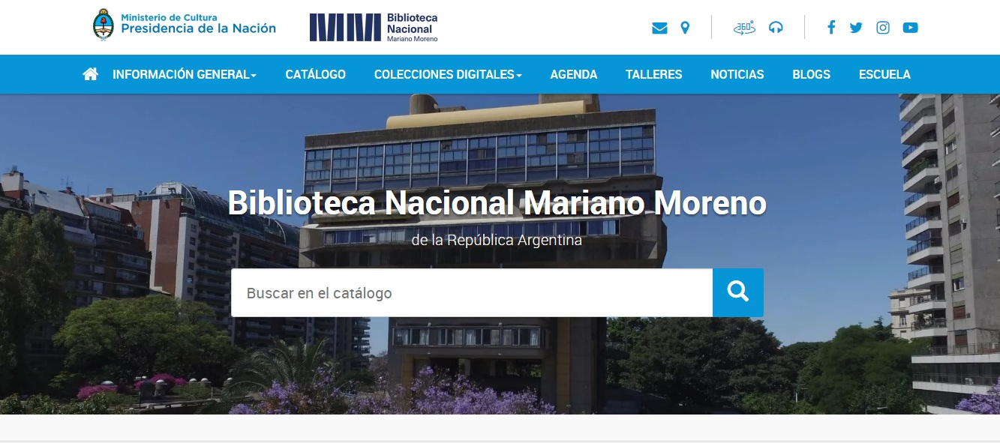 Ministerio de Cultura
Presidencia de la Nación
Biblioteca
Nacional
Mariano Moreno
360°
INFORMACIÓN GENERAL
CATÁLOGO
COLECCIONES DIGITALES
AGENDA
TALLERES
NOTICIAS
BLOGS
ESCUELA
Biblioteca Nacional Mariano Moreno
de la República Argentina
Buscar en el catálogo